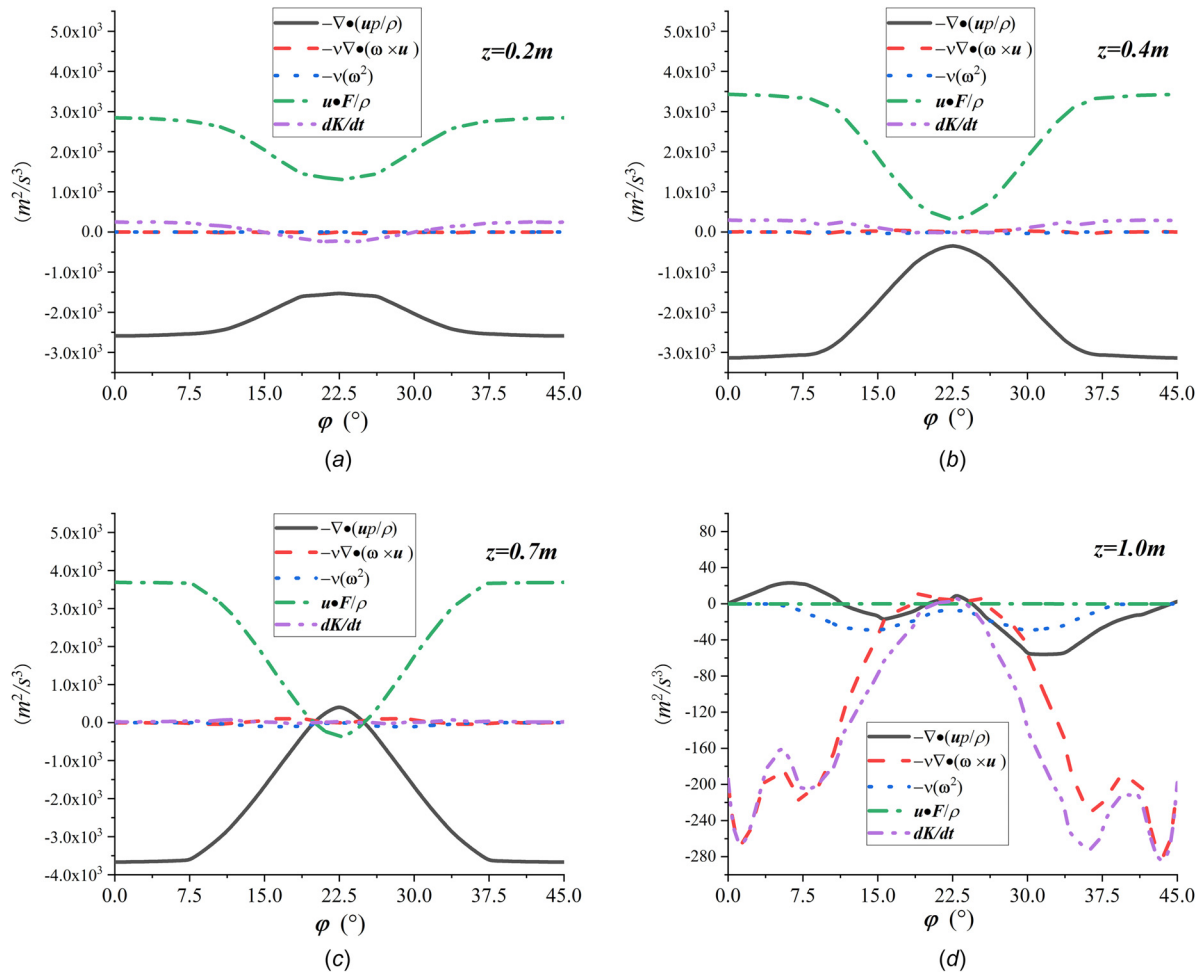 5.0x10³
4.0x10³
3.0x10³
2.0x10³
1.0x10³
0.0
-1.0x10³
-2.0x10³
-3.0x10³
(m²/s³)
−∇•(up/ρ)
−ν∇•(ω ×u )
−ν(ω²)
u•F/ρ
dK/dt
z=0.2m
0.0 7.5 15.0 22.5 30.0 37.5 45.0
φ (°)
(a)
5.0x10³
4.0x10³
3.0x10³
2.0x10³
1.0x10³
0.0
-1.0x10³
-2.0x10³
-3.0x10³
(m²/s³)
−∇•(up/ρ)
−ν∇•(ω ×u )
−ν(ω²)
u•F/ρ
dK/dt
z=0.4m
0.0 7.5 15.0 22.5 30.0 37.5 45.0
φ (°)
(b)
5.0x10³
4.0x10³
3.0x10³
2.0x10³
1.0x10³
0.0
-1.0x10³
-2.0x10³
-3.0x10³
-4.0x10³
(m²/s³)
−∇•(up/ρ)
−ν∇•(ω ×u )
−ν(ω²)
u•F/ρ
dK/dt
z=0.7m
0.0 7.5 15.0 22.5 30.0 37.5 45.0
φ (°)
(c)
80
40
0
-40
-80
-120
-160
-200
-240
-280
(m²/s³)
z=1.0m
−∇•(up/ρ)
−ν∇•(ω ×u )
−ν(ω²)
u•F/ρ
dK/dt
0.0 7.5 15.0 22.5 30.0 37.5 45.0
φ (°)
(d)